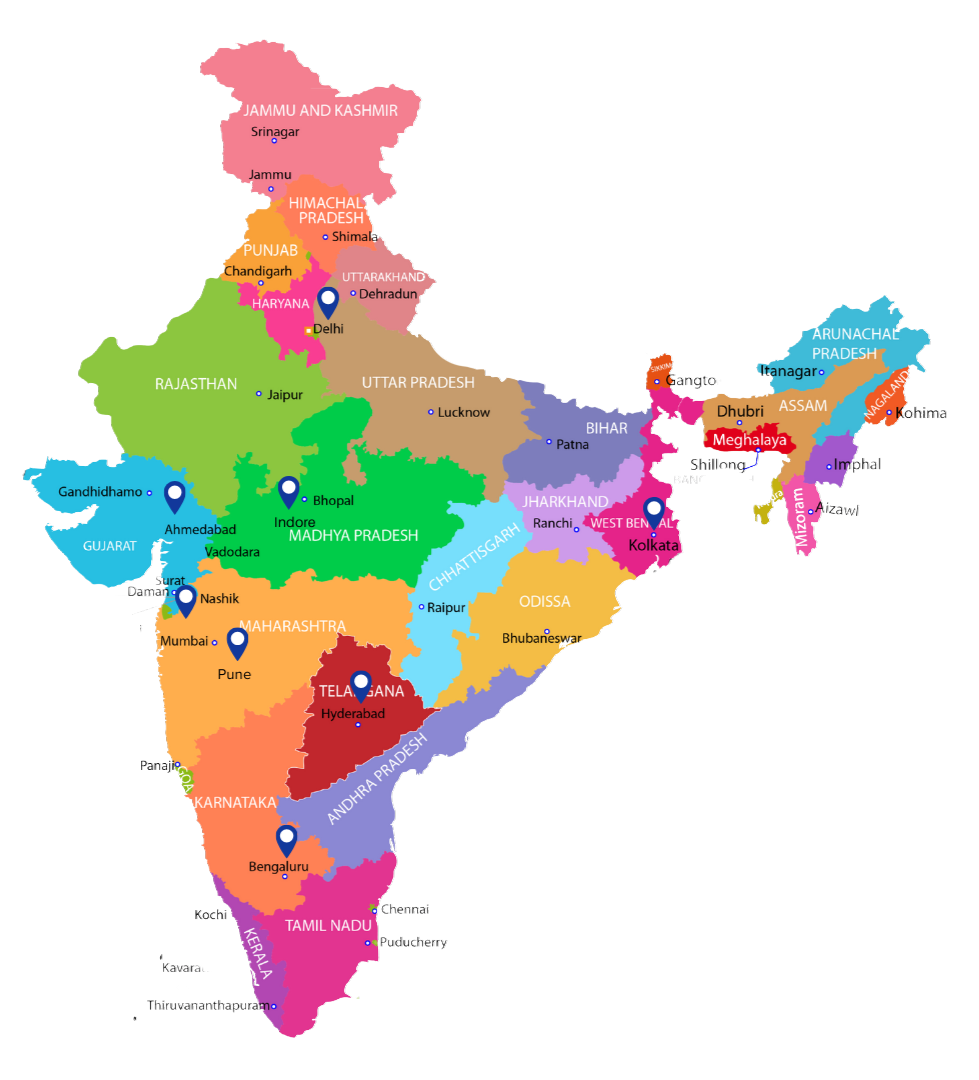 JAMMU AND KASHMIR
Srinagar
Jammu
HIMACHAL
PRADESH
Shimala
PUNJAB
Chandigarh
UTTARAKHAND
Dehradun
HARYANA
Delhi
ARUNACHAL
PRADESH
Itanagar
SIKKIM
Gangto
RAJASTHAN
Jaipur
UTTAR PRADESH
Lucknow
NAGALAND
Kohima
ASSAM
Dhubri
BIHAR
Patna
Meghalaya
Shillong
Imphal
Gandhidhamo
Ahmedabad
Bhopal
Indore
MADHYA PRADESH
JHARKHAND
Ranchi
WEST BENGAL
Kolkata
Mizoram
Aizawl
GUJARAT
Vadodara
CHHATTISGARH
Surat
Daman
Nashik
Raipur
ODISSA
Bhubaneswar
MAHARASHTRA
Mumbai
Pune
TELANGANA
Hyderabad
Panaji
GOA
KARNATAKA
ANDHRA PRADESH
Bengaluru
Kochi
Chennai
TAMIL NADU
Puducherry
KERALA
Kavara
Thiruvananthapuram